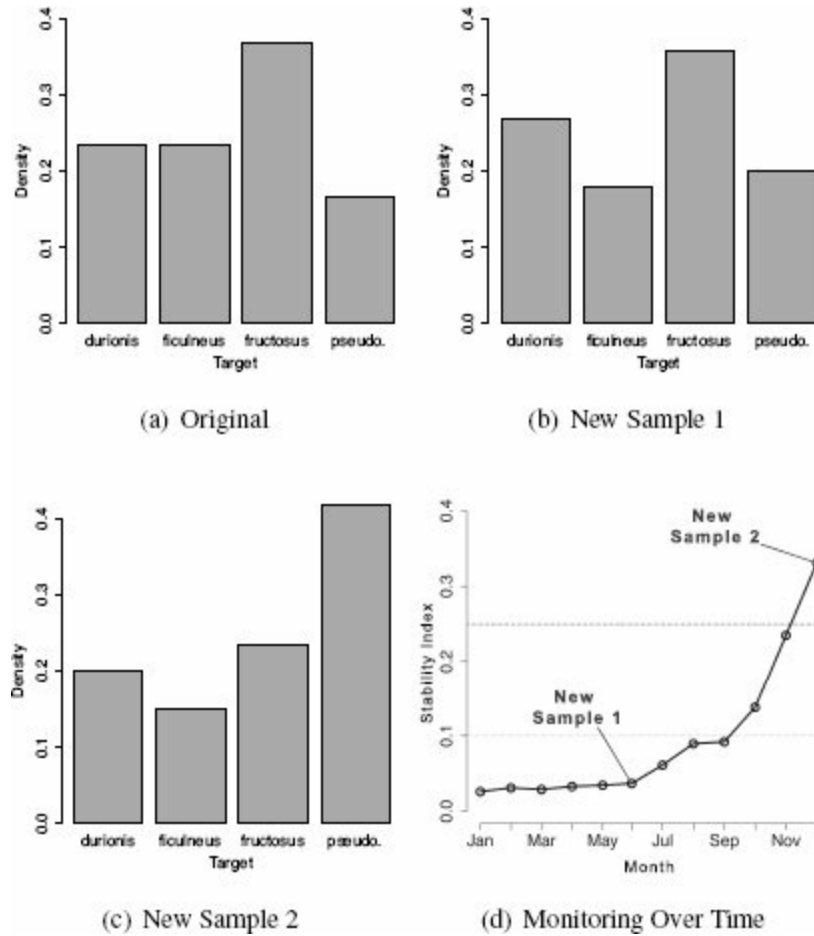 0.4
0.3
0.2
0.1
0.0
Density
durionis ficulneus fructosus pseudo.
Target
(a) Original
0.4
0.3
0.2
0.1
0.0
Density
durionis ficulneus fructosus pseudo.
Target
(b) New Sample 1
0.4
0.3
0.2
0.1
0.0
Density
durionis ficulneus fructosus pseudo.
Target
(c) New Sample 2
0.4
0.3
0.2
0.1
0.0
Stability Index
New
Sample 2
New
Sample 1
Jan Mar May Jul Sep Nov
Month
(d) Monitoring Over Time